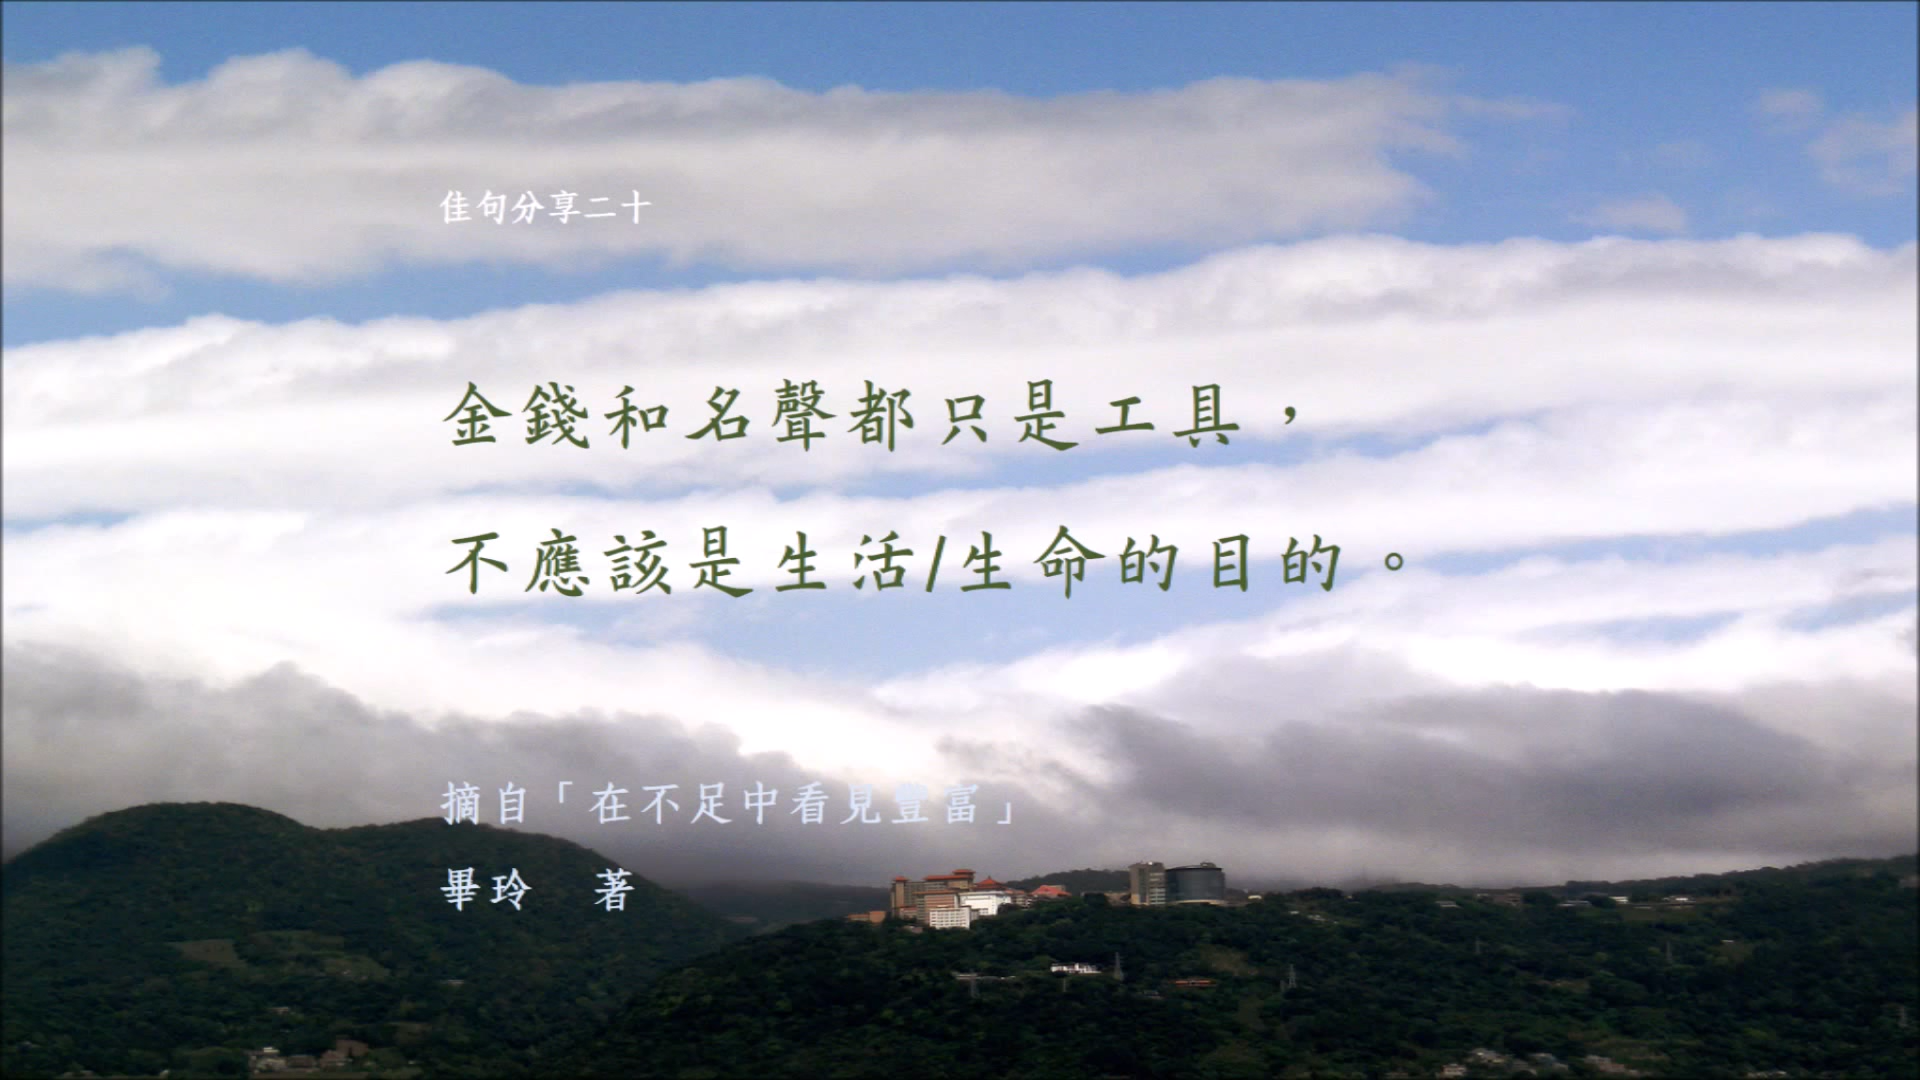 佳句分享二十
金錢和名聲都只是工具，
不應該是生活/生命的目的。
摘自「在不足中看見豐富」
畢玲　著